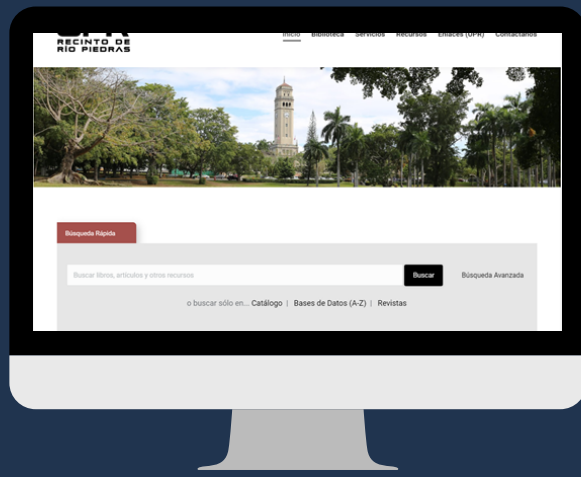 RECINTO DE
RÍO PIEDRAS
Inicio Biblioteca Servicios Recursos Enlaces (UPR) Contáctanos
Búsqueda Rápida
Buscar libros, artículos y otros recursos
Buscar
Búsqueda Avanzada
o buscar sólo en... Catálogo | Bases de Datos (A-Z) | Revistas